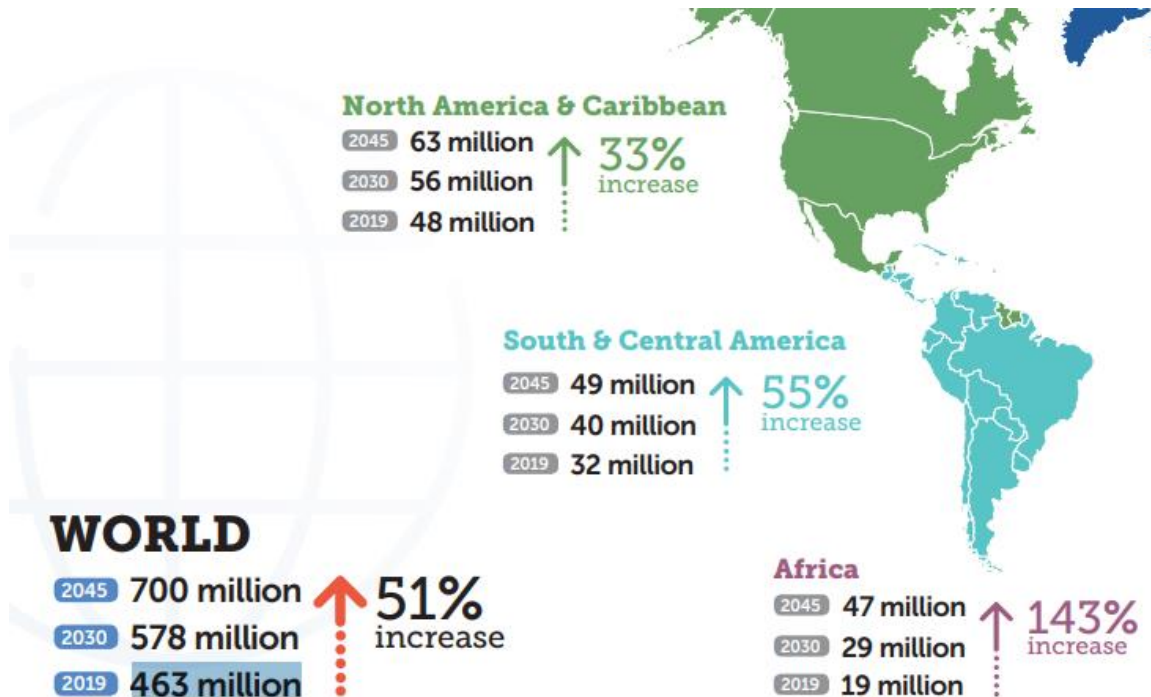 North America & Caribbean
2045 63 million
2030 56 million
2019 48 million
33%
increase
South & Central America
2045 49 million
2030 40 million
2019 32 million
55%
increase
WORLD
2045 700 million
2030 578 million
2019 463 million
51%
increase
Africa
2045 47 million
2030 29 million
2019 19 million
143%
increase